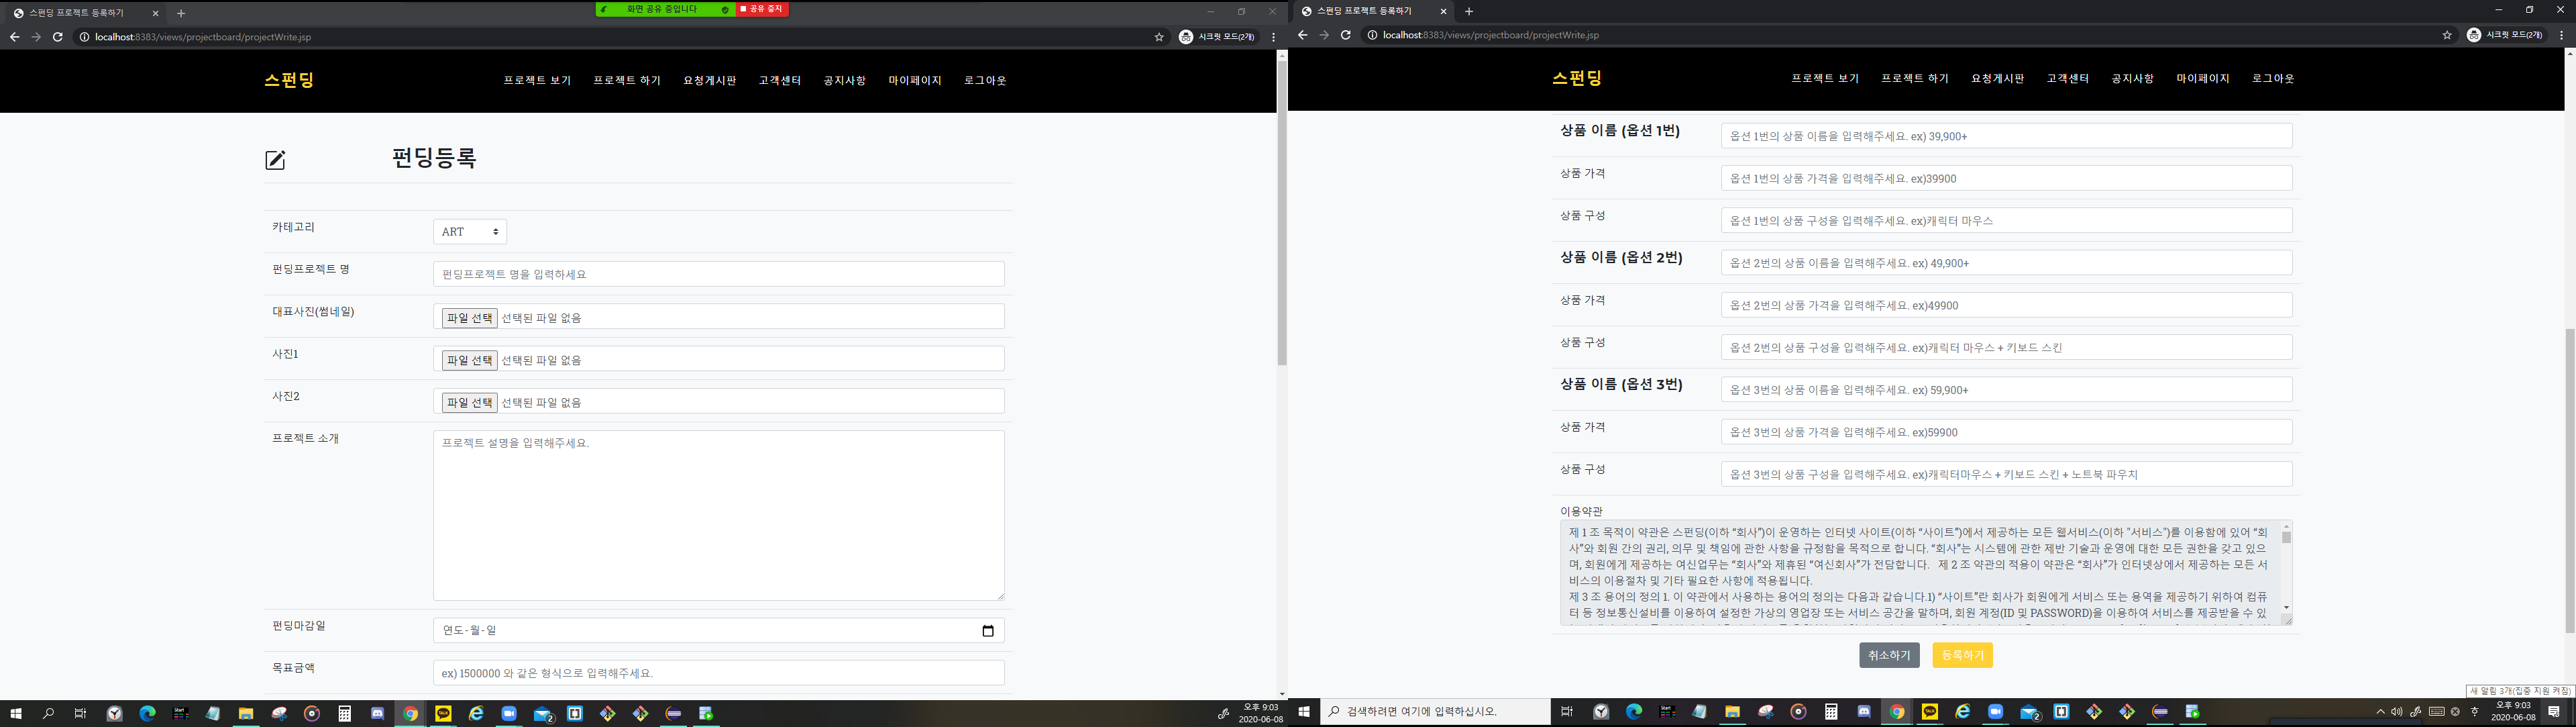 스펀딩 프로젝트 등록하기
화면 공유 중입니다
공유 중지
localhost:8383/views/projectboard/projectWrite.jsp
시크릿 모드(2개)
스펀딩
프로젝트 보기
프로젝트 하기
요청게시판
고객센터
공지사항
마이페이지
로그아웃
펀딩등록
카테고리
ART
펀딩프로젝트 명
펀딩프로젝트 명을 입력하세요
대표사진(썸네일)
파일 선택 선택된 파일 없음
사진1
파일 선택 선택된 파일 없음
사진2
파일 선택 선택된 파일 없음
프로젝트 소개
프로젝트 설명을 입력해주세요.
펀딩마감일
연도-월-일
목표금액
ex) 1500000 와 같은 형식으로 입력해주세요.
오후 9:03
2020-06-08
스펀딩 프로젝트 등록하기
localhost:8383/views/projectboard/projectWrite.jsp
시크릿 모드(2개)
스펀딩
프로젝트 보기
프로젝트 하기
요청게시판
고객센터
공지사항
마이페이지
로그아웃
상품 이름 (옵션 1번)
옵션 1번의 상품 이름을 입력해주세요. ex) 39,900+
상품 가격
옵션 1번의 상품 가격을 입력해주세요. ex)39900
상품 구성
옵션 1번의 상품 구성을 입력해주세요. ex)캐릭터 마우스
상품 이름 (옵션 2번)
옵션 2번의 상품 이름을 입력해주세요. ex) 49,900+
상품 가격
옵션 2번의 상품 가격을 입력해주세요. ex)49900
상품 구성
옵션 2번의 상품 구성을 입력해주세요. ex)캐릭터 마우스 + 키보드 스킨
상품 이름 (옵션 3번)
옵션 3번의 상품 이름을 입력해주세요. ex) 59,900+
상품 가격
옵션 3번의 상품 가격을 입력해주세요. ex)59900
상품 구성
옵션 3번의 상품 구성을 입력해주세요. ex)캐릭터마우스 + 키보드 스킨 + 노트북 파우치
이용약관
제 1 조 목적이 약관은 스펀딩(이하 “회사”)이 운영하는 인터넷 사이트(이하 “사이트”)에서 제공하는 모든 웹서비스(이하 "서비스")를 이용함에 있어 “회
사”와 회원 간의 권리, 의무 및 책임에 관한 사항을 규정함을 목적으로 합니다. “회사”는 시스템에 관한 제반 기술과 운영에 대한 모든 권한을 갖고 있으
며, 회원에게 제공하는 여신업무는 “회사”와 제휴된 “여신회사”가 전담합니다. 제 2 조 약관의 적용이 약관은 “회사”가 인터넷상에서 제공하는 모든 서
비스의 이용절차 및 기타 필요한 사항에 적용됩니다.
제 3 조 용어의 정의 1. 이 약관에서 사용하는 용어의 정의는 다음과 같습니다.1) “사이트”란 회사가 회원에게 서비스 또는 용역을 제공하기 위하여 컴퓨
터 등 정보통신설비를 이용하여 설정한 가상의 영업장 또는 서비스 공간을 말하며, 회원 계정(ID 및 PASSWORD)을 이용하여 서비스를 제공받을 수 있
취소하기
등록하기
새 알림 3개(집중 지원 켜짐)
검색하려면 여기에 입력하십시오.
오후 9:03
2020-06-08